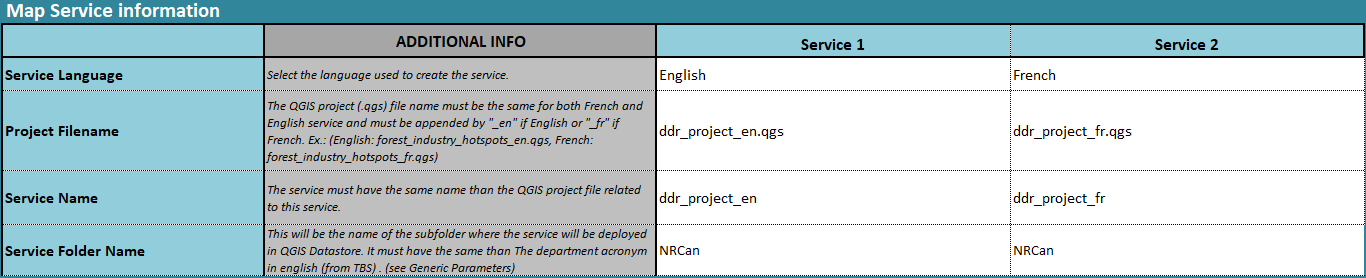 Map Service information
ADDITIONAL INFO
Service 1
Service 2
Service Language
Select the language used to create the service.
English
French
Project Filename
The QGIS project (.qgs) file name must be the same for both French and
English service and must be appended by "_en" if English or "_fr" if
French. Ex.: (English: forest_industry_hotspots_en.qgs, French:
forest_industry_hotspots_fr.qgs)
ddr_project_en.qgs
ddr_project_fr.qgs
Service Name
The service must have the same name than the QGIS project file related
to this service.
ddr_project_en
ddr_project_fr
Service Folder Name
This will be the name of the subfolder where the service will be deployed
in QGIS Datastore. It must have the same than The department acronym
in english (from TBS) . (see Generic Parameters)
NRCan
NRCan